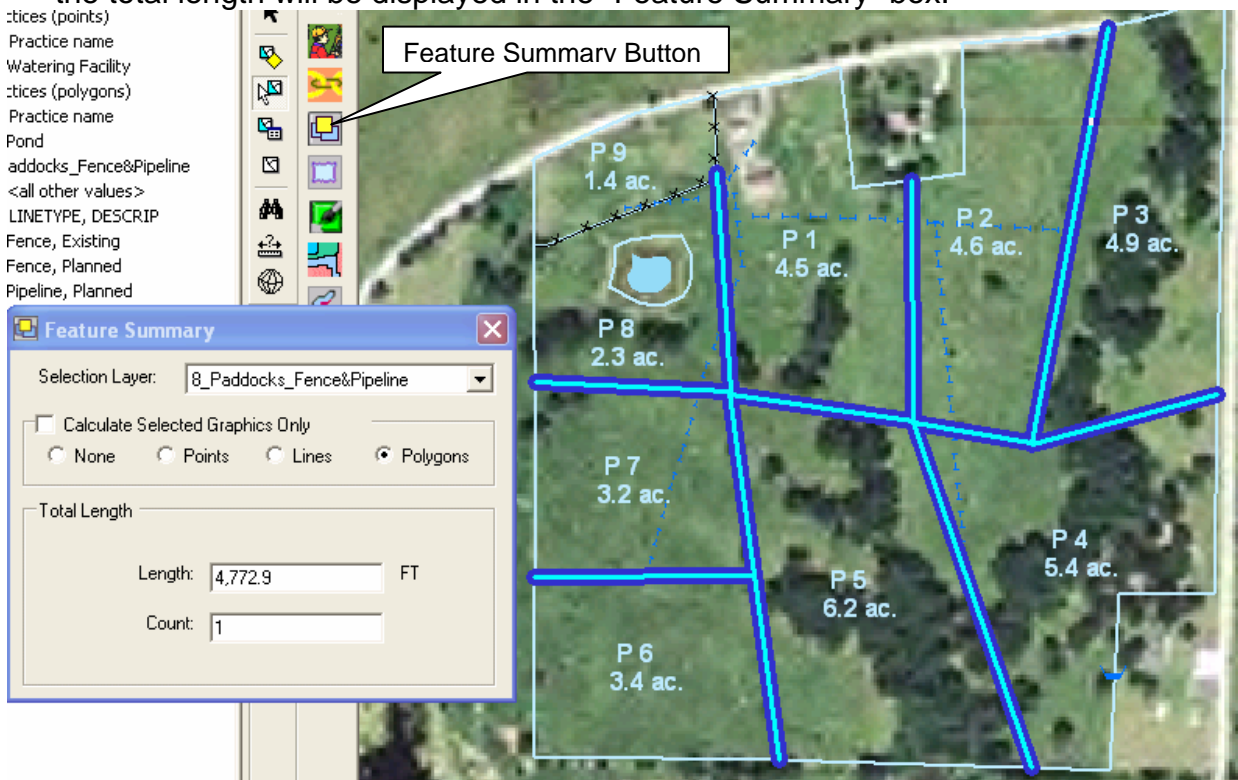 the total length will be displayed in the "Feature Summary" box.
ctices (points)
Practice name
Watering Facility
ctices (polygons)
Practice name
Pond
addocks_Fence&Pipeline
<all other values>
LINETYPE, DESCRIP
Fence, Existing
Fence, Planned
Pipeline, Planned
Feature Summary Button
Feature Summary
Selection Layer: 8_Paddocks_Fence&Pipeline
Calculate Selected Graphics Only
None Points Lines Polygons
Total Length
Length: 4,772.9 FT
Count: 1
P 9
1.4 ac.
P 1
4.5 ac.
P 2
4.6 ac.
P 3
4.9 ac.
P 8
2.3 ac.
P 7
3.2 ac.
P 4
5.4 ac.
P 5
6.2 ac.
P 6
3.4 ac.